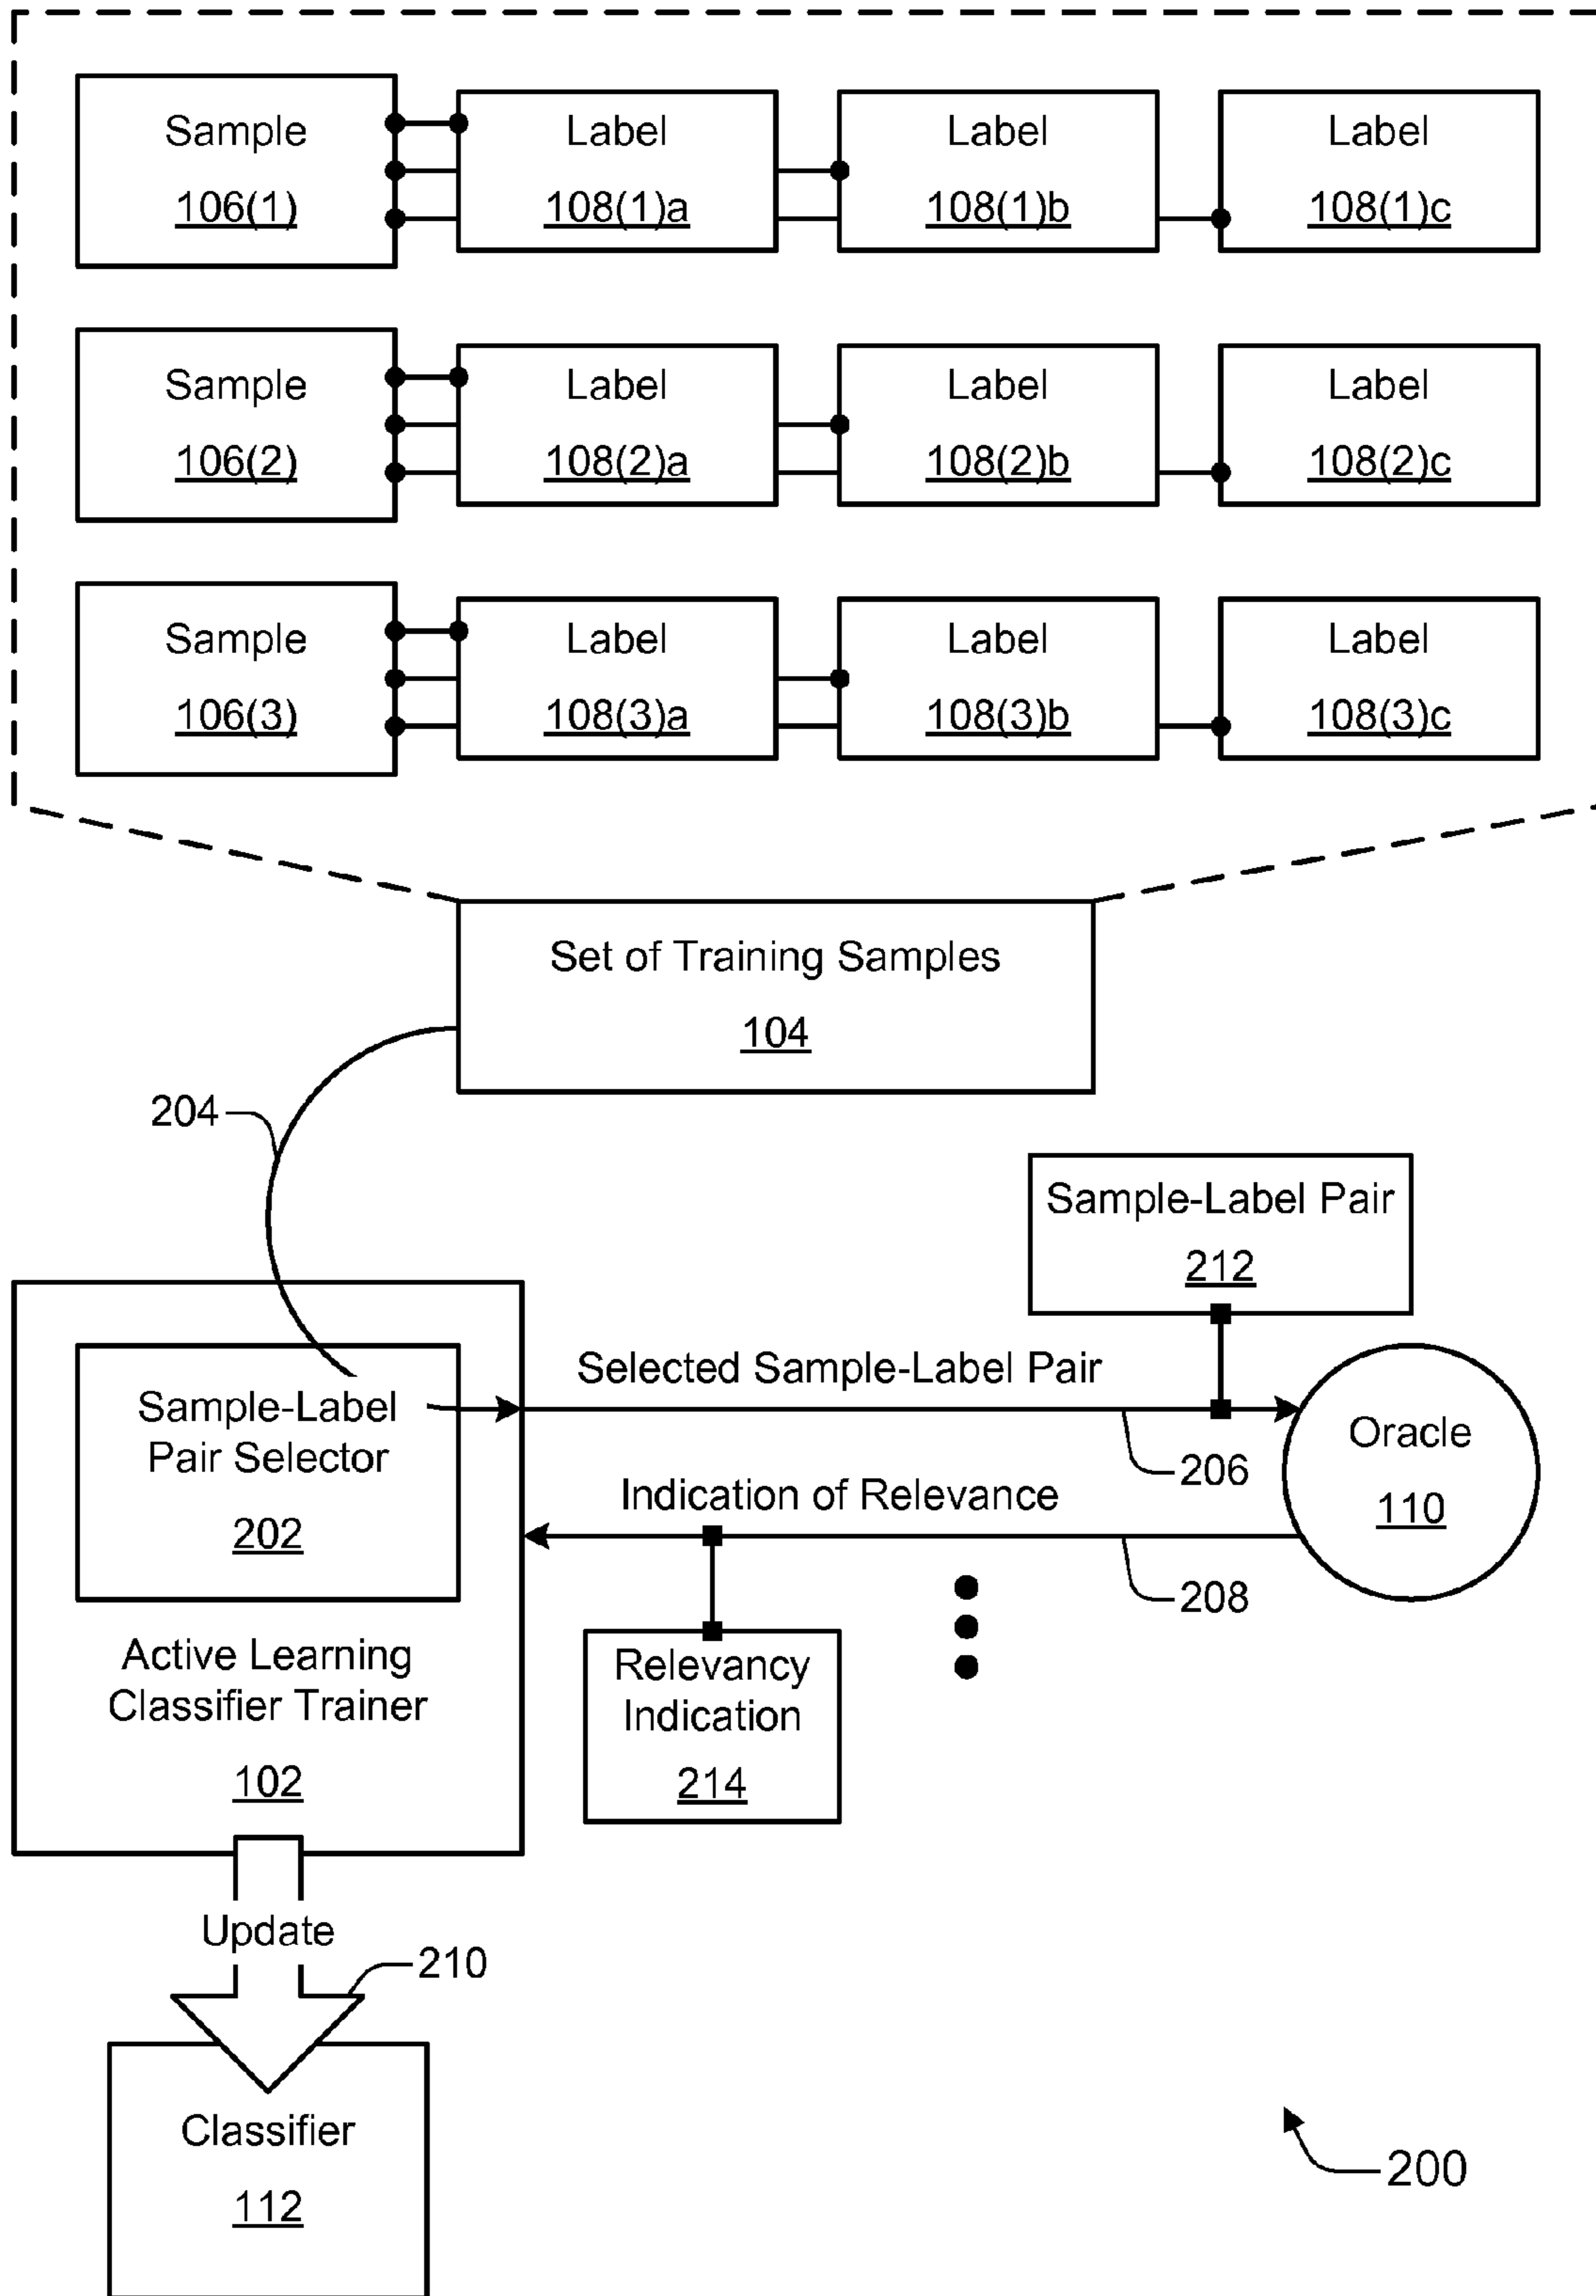 Sample
106(1)
Label
108(1)a
Label
108(1)b
Label
108(1)c
Sample
106(2)
Label
108(2)a
Label
108(2)b
Label
108(2)c
Sample
106(3)
Label
108(3)a
Label
108(3)b
Label
108(3)c
Set of Training Samples
104
204
Sample-Label Pair
212
Selected Sample-Label Pair
206
Sample-Label
Pair Selector
202
Oracle
110
Indication of Relevance
208
Relevancy
Indication
214
Active Learning
Classifier Trainer
102
Update
210
Classifier
112
200